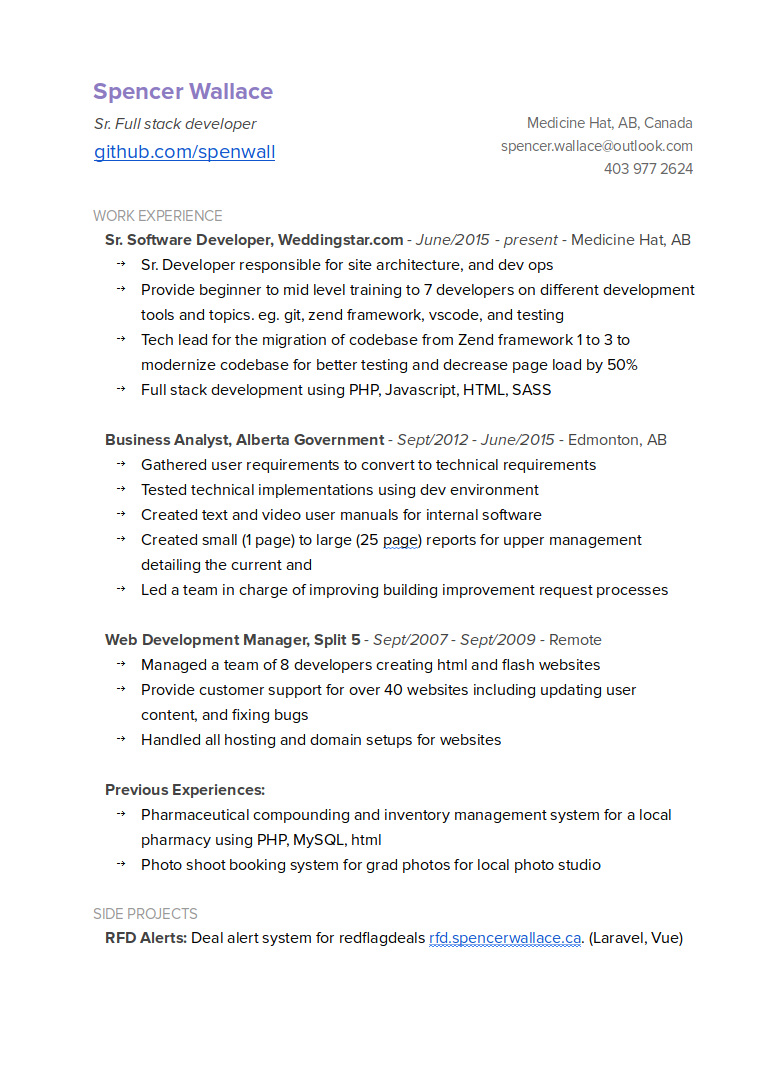 Spencer Wallace
Sr. Full stack developer
github.com/spenwall
Medicine Hat, AB, Canada
spencer.wallace@outlook.com
403 977 2624
WORK EXPERIENCE
Sr. Software Developer, Weddingstar.com - June/2015 - present - Medicine Hat, AB
→ Sr. Developer responsible for site architecture, and dev ops
→ Provide beginner to mid level training to 7 developers on different development
tools and topics. eg. git, zend framework, vscode, and testing
→ Tech lead for the migration of codebase from Zend framework 1 to 3 to
modernize codebase for better testing and decrease page load by 50%
→ Full stack development using PHP, Javascript, HTML, SASS
Business Analyst, Alberta Government - Sept/2012 - June/2015 - Edmonton, AB
→ Gathered user requirements to convert to technical requirements
→ Tested technical implementations using dev environment
→ Created text and video user manuals for internal software
→ Created small (1 page) to large (25 page) reports for upper management
detailing the current and
→ Led a team in charge of improving building improvement request processes
Web Development Manager, Split 5 - Sept/2007 - Sept/2009 - Remote
→ Managed a team of 8 developers creating html and flash websites
→ Provide customer support for over 40 websites including updating user
content, and fixing bugs
→ Handled all hosting and domain setups for websites
Previous Experiences:
→ Pharmaceutical compounding and inventory management system for a local
pharmacy using PHP, MySQL, html
→ Photo shoot booking system for grad photos for local photo studio
SIDE PROJECTS
RFD Alerts: Deal alert system for redflagdeals rfd.spencerwallace.ca. (Laravel, Vue)